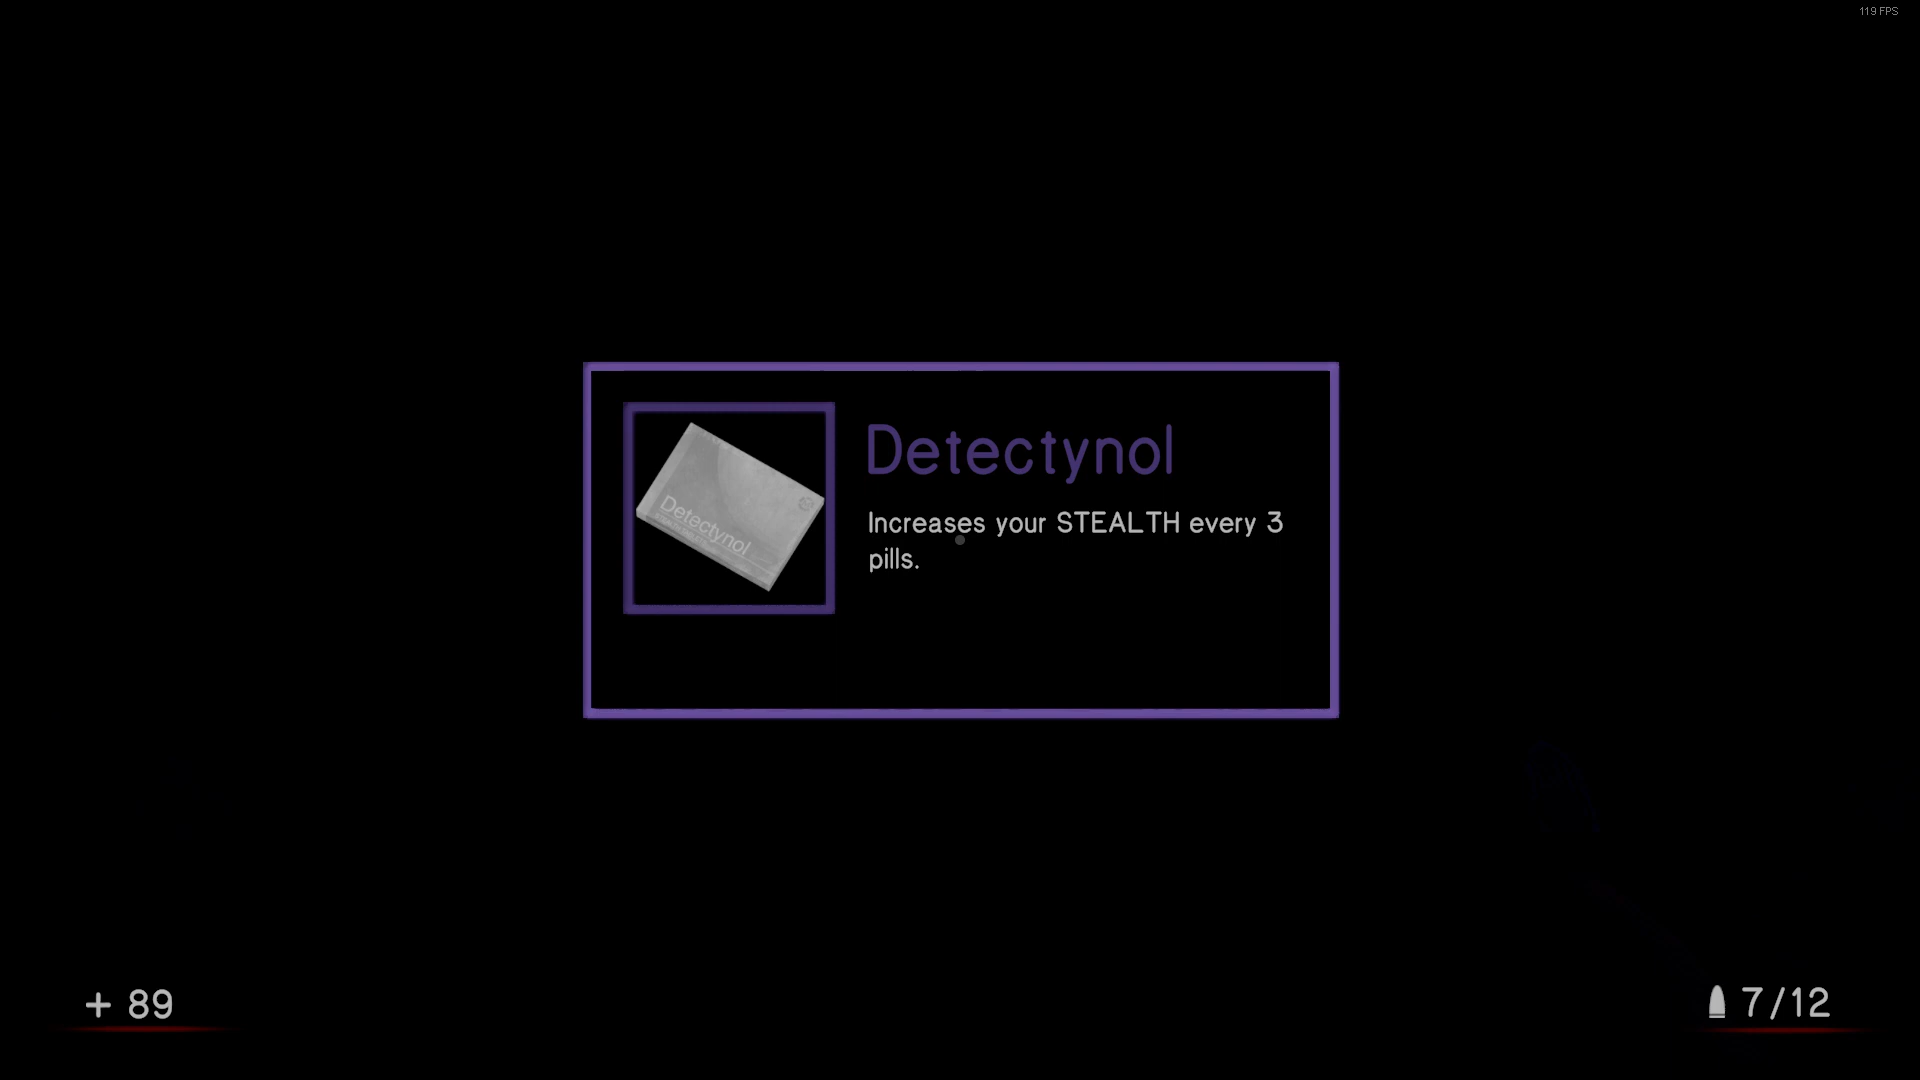 119 FPS
Detectynol
Increases your STEALTH every 3
pills.
Detectynol
+ 89
7/12